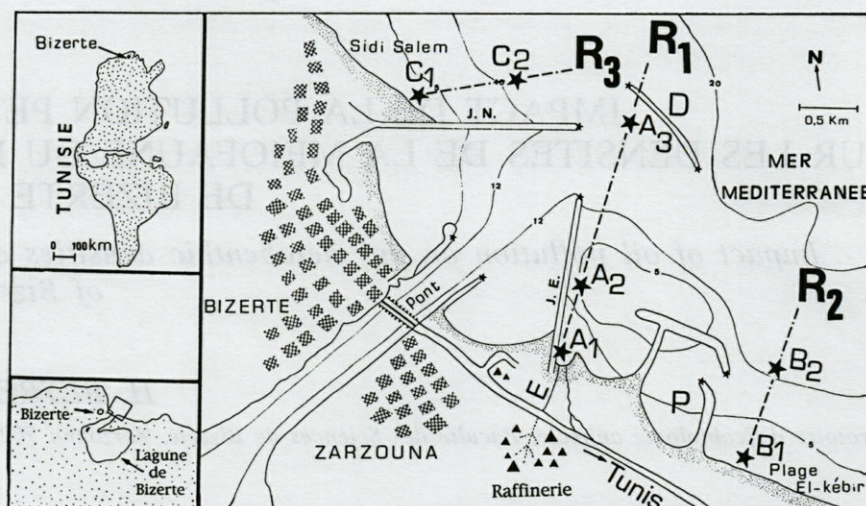 Bizerte
TUNISIE
0 100km
Bizerte
Lagune
de
Bizerte
Sidi Salem
C1
C2
R3
R1
N
0,5 Km
20
J.N.
D
A3
MER
MEDITERRANEE
12
12
5
BIZERTE
Pont
J.E.
A2
A1
R2
B2
E
P
B1
ZARZOUNA
Raffinerie
Tunis
Plage
El-kébir